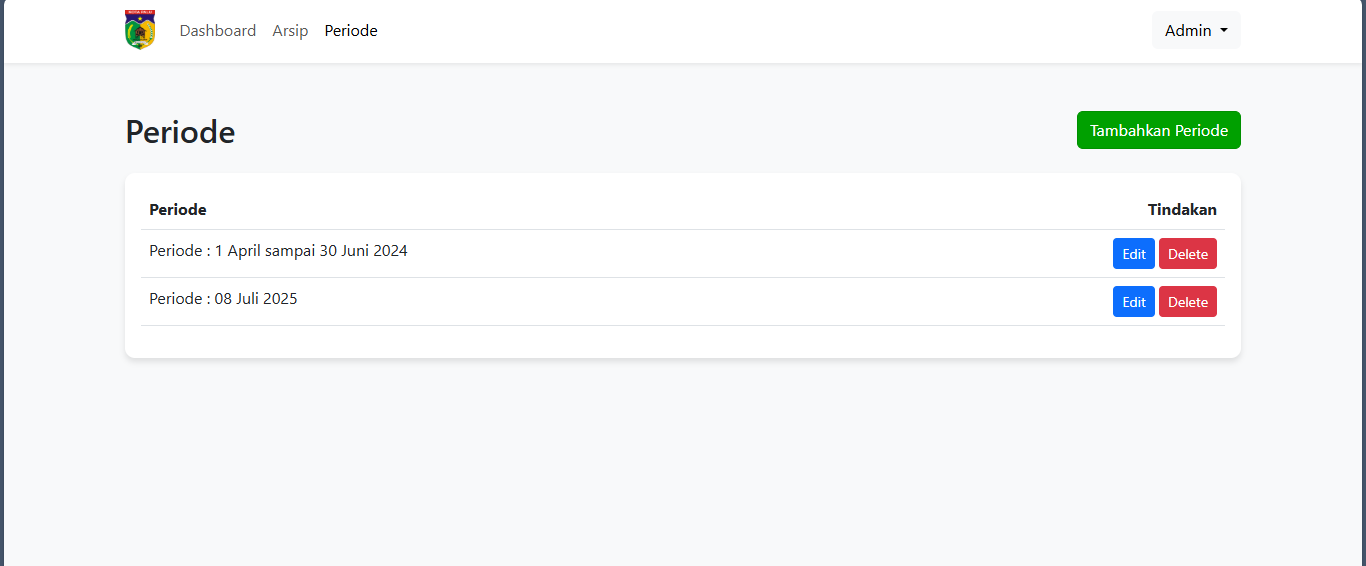 Dashboard Arsip Periode Admin
Periode Tambahkan Periode
Periode Tindakan
Periode : 1 April sampai 30 Juni 2024 Edit Delete
Periode : 08 Juli 2025 Edit Delete